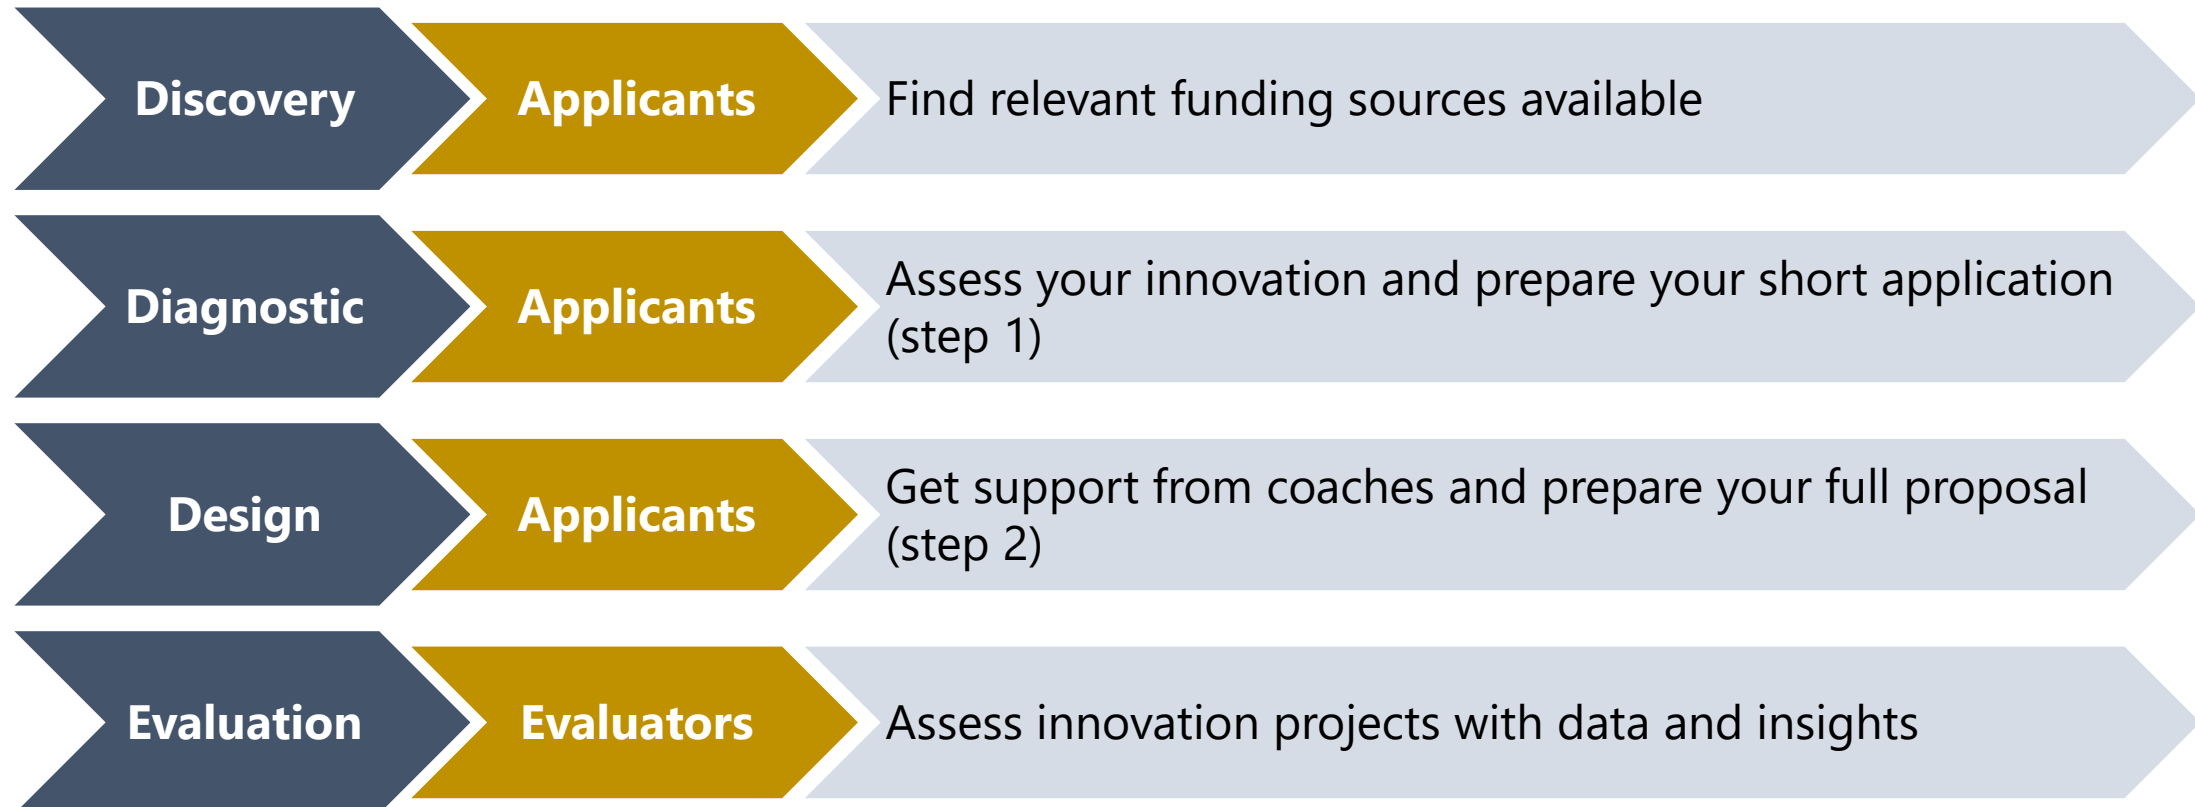 Discovery
Applicants
Find relevant funding sources available
Diagnostic
Applicants
Assess your innovation and prepare your short application
(step 1)
Design
Applicants
Get support from coaches and prepare your full proposal
(step 2)
Evaluation
Evaluators
Assess innovation projects with data and insights